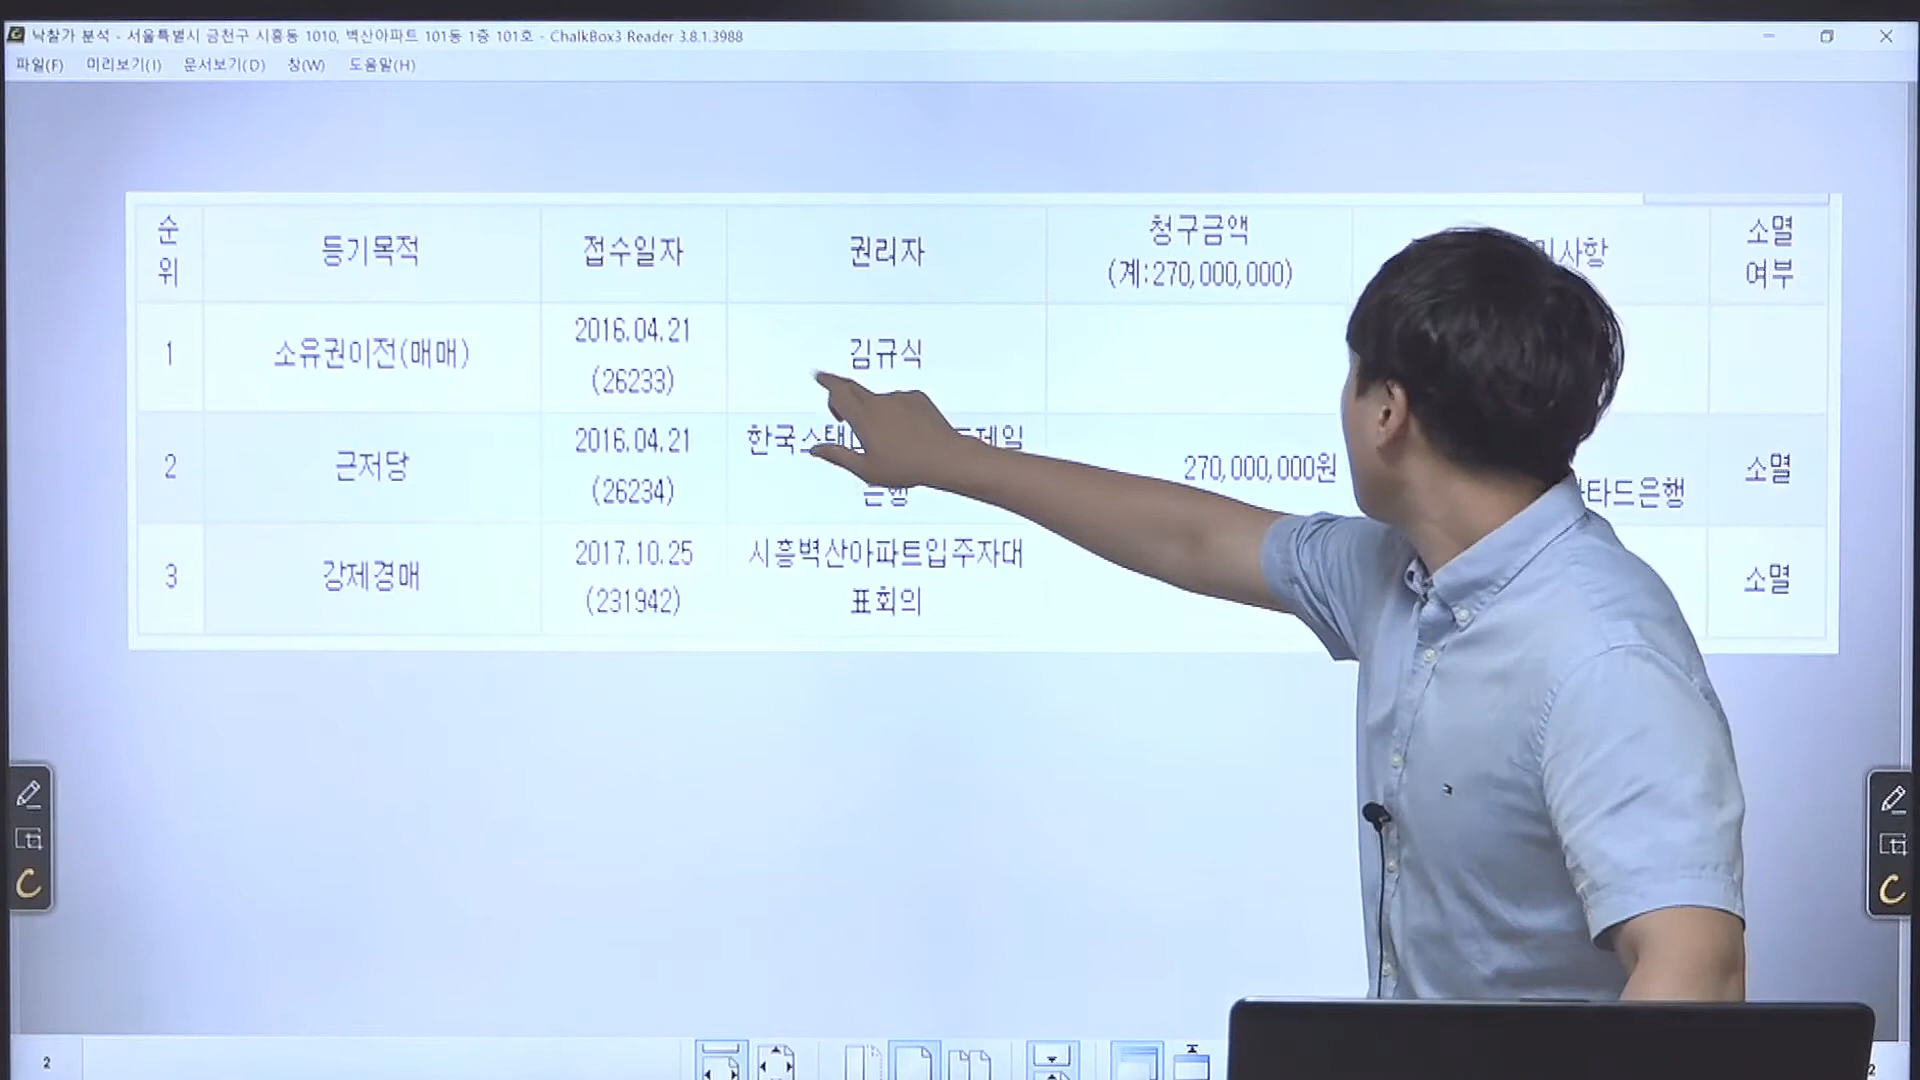 낙찰가 분석 - 서울특별시 금천구 시흥동 1010, 벽산아파트 101동 1층 101호 - ChalkBox3 Reader 3.8.1.3988
파일(F) 미리보기(I) 문서보기(D) 창(W) 도움말(H)
순위 등기목적 접수일자 권리자 청구금액 (계:270,000,000) 사항 소멸여부
1 소유권이전(매매) 2016.04.21 (26233) 김규식
2 근저당 2016.04.21 (26234) 한국스탠 제일은행 270,000,000원 타드은행 소멸
3 강제경매 2017.10.25 (231942) 시흥벽산아파트입주자대표회의 소멸
2
2